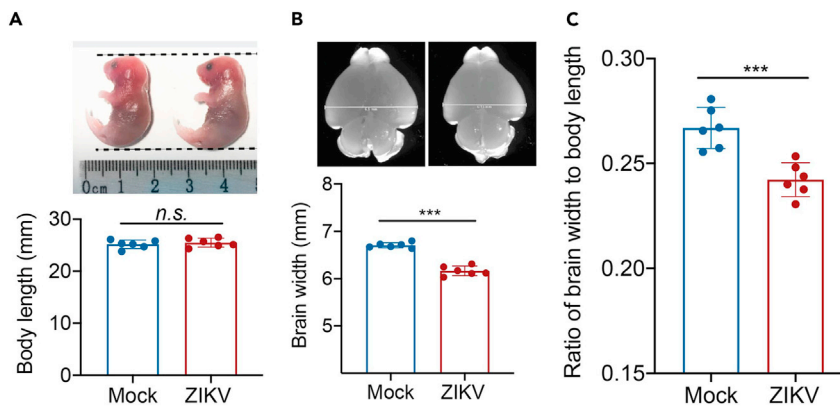 A
0cm 1 2 3 4 5
n.s.
Body length (mm)
30
20
10
0
Mock ZIKV
B
***
Brain width (mm)
8
7
6
5
4
Mock ZIKV
C
***
Ratio of brain width to body length
0.30
0.25
0.20
0.15
Mock ZIKV